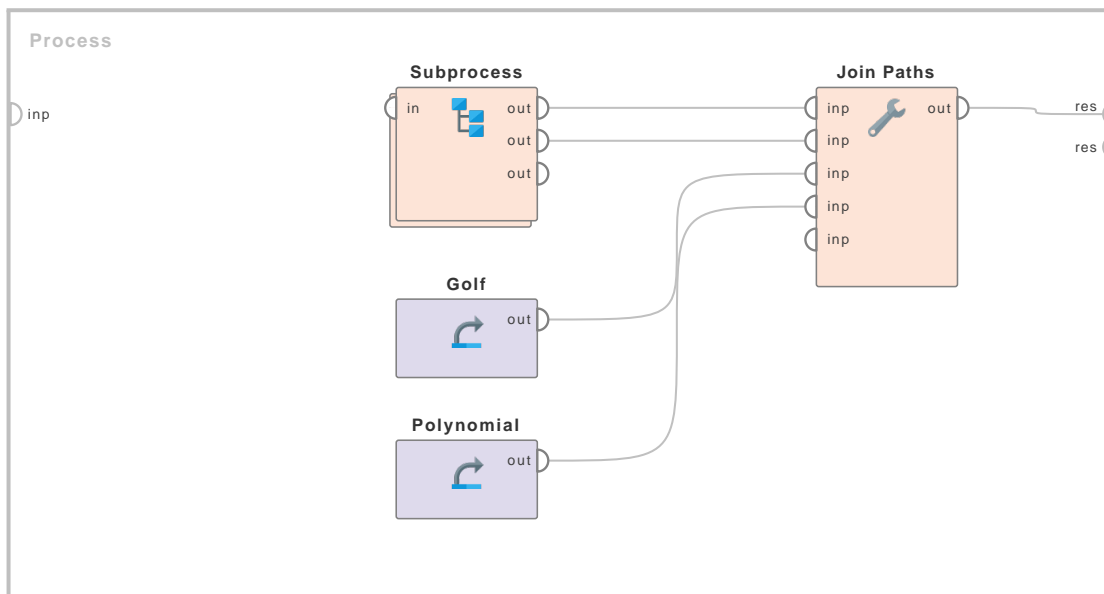 Process
inp
Subprocess
in
out
out
out
Join Paths
inp
out
inp
inp
inp
inp
res
res
Golf
out
Polynomial
out